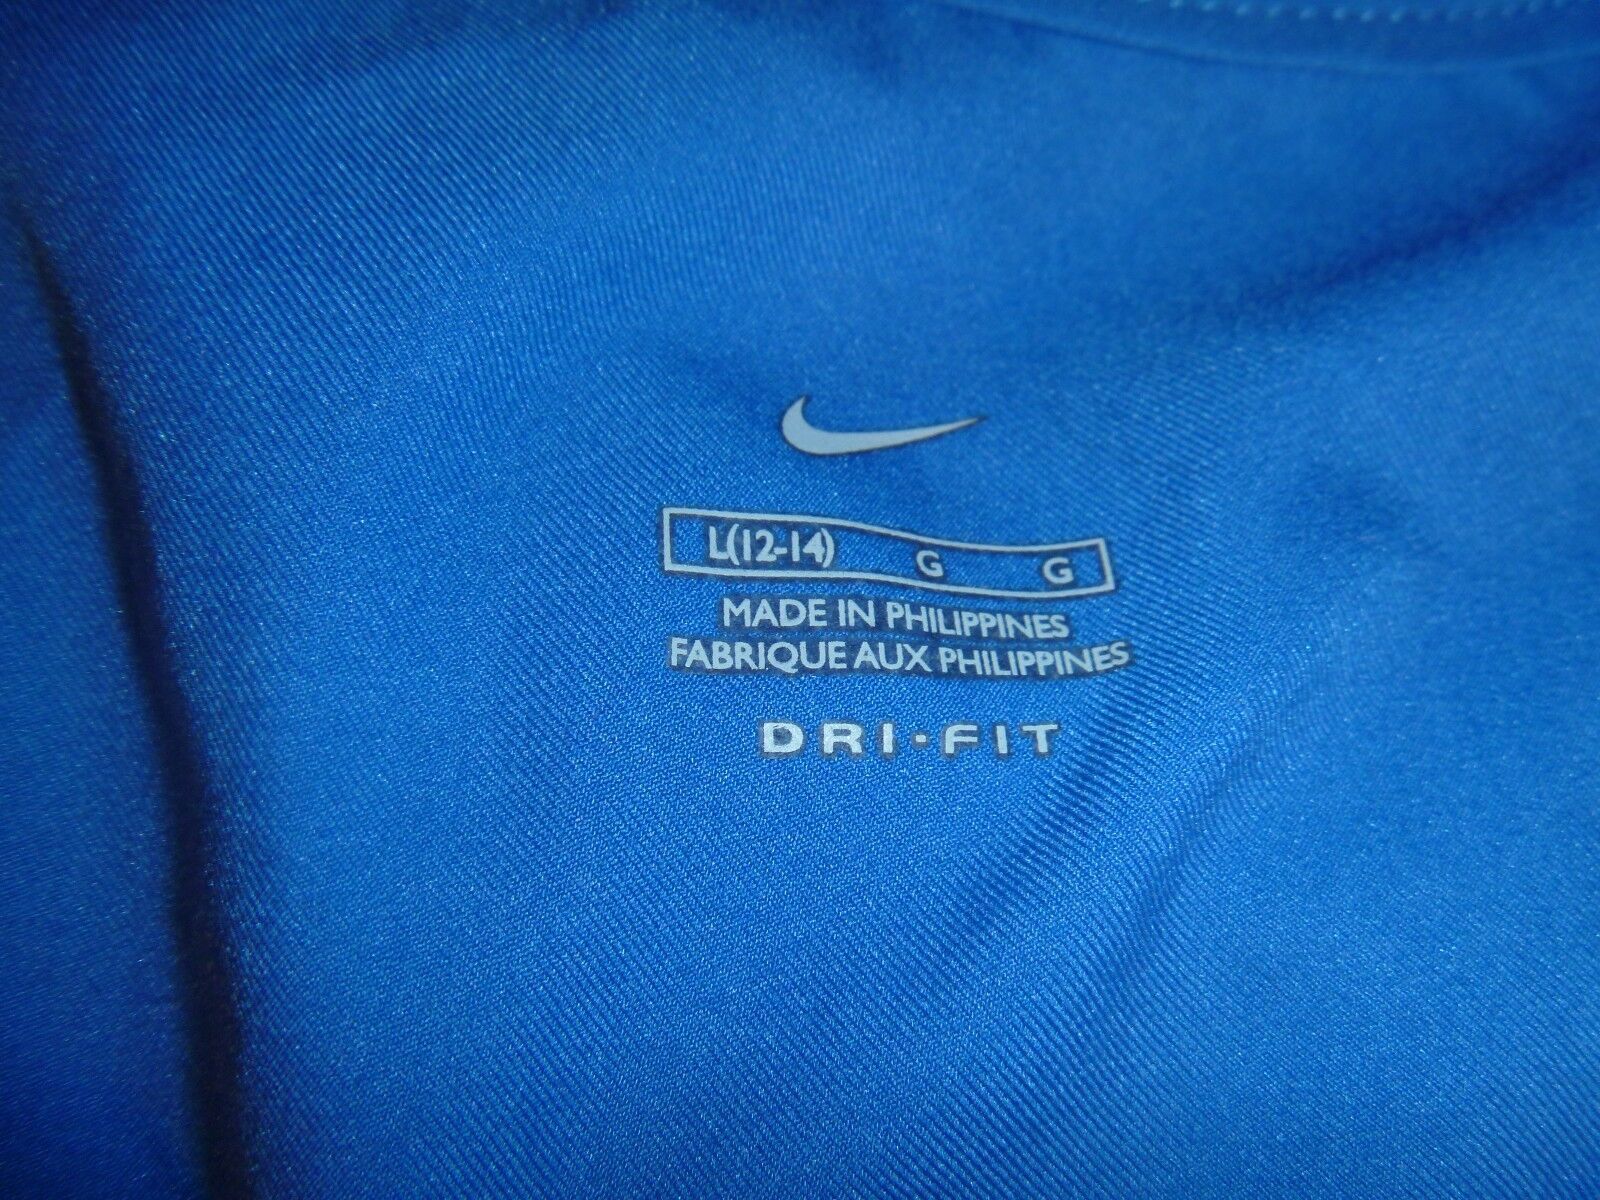 L(12-14) G G
MADE IN PHILIPPINES
FABRIQUE AUX PHILIPPINES
DRI·FIT